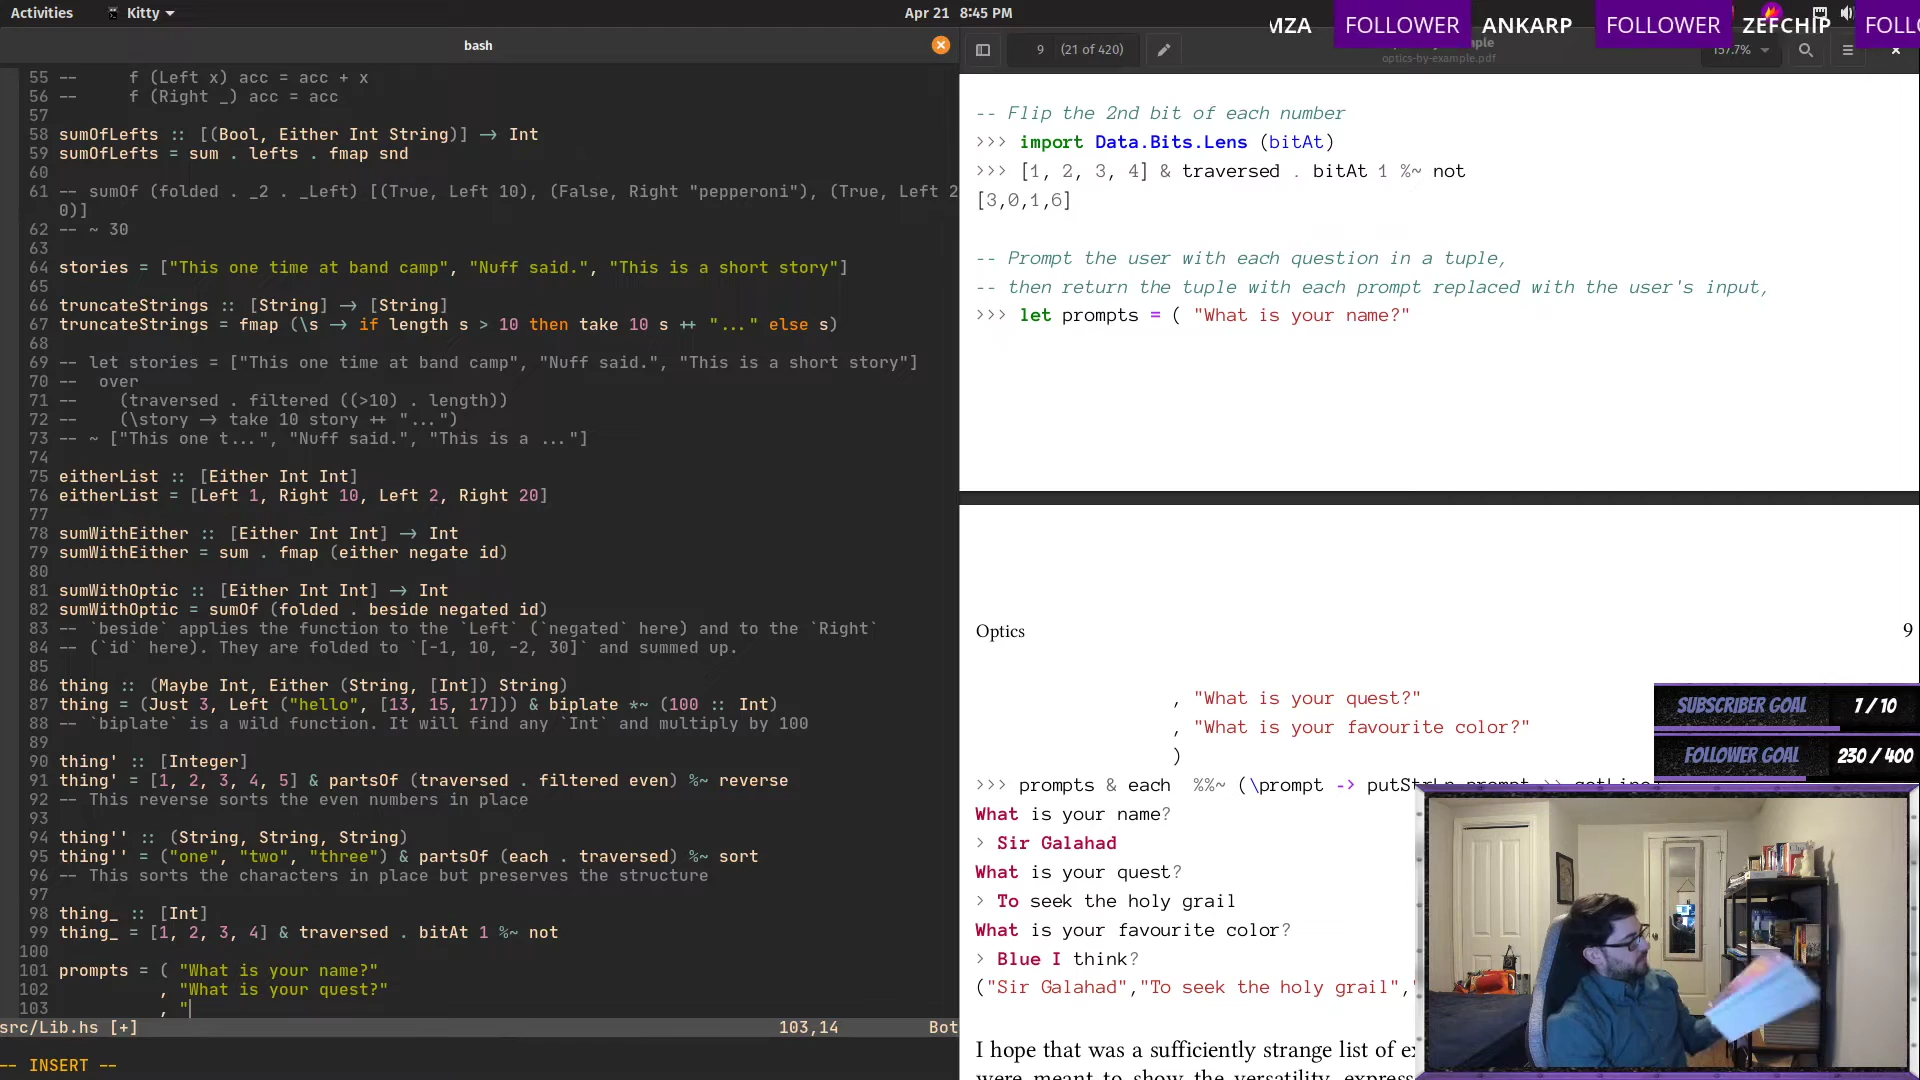 Activities
Kitty
Apr 21 8:45 PM
MZA FOLLOWER ANKARP FOLLOWER ZEFCHIP FOLL
bash
9 (21 of 420)
optics-by-example.pdf
157.7%
55 --     f (Left x) acc = acc + x
56 --     f (Right _) acc = acc
57
58 sumOfLefts :: [(Bool, Either Int String)] → Int
59 sumOfLefts = sum . lefts . fmap snd
60
61 -- sumOf (folded . _2 . _Left) [(True, Left 10), (False, Right "pepperoni"), (True, Left 2
0)]
62 -- ~ 30
63
64 stories = ["This one time at band camp", "Nuff said.", "This is a short story"]
65
66 truncateStrings :: [String] → [String]
67 truncateStrings = fmap (\s → if length s > 10 then take 10 s ++ "..." else s)
68
69 -- let stories = ["This one time at band camp", "Nuff said.", "This is a short story"]
70 --  over
71 --    (traversed . filtered ((>10) . length))
72 --    (\story → take 10 story ++ "...")
73 -- ~ ["This one t...", "Nuff said.", "This is a ..."]
74
75 eitherList :: [Either Int Int]
76 eitherList = [Left 1, Right 10, Left 2, Right 20]
77
78 sumWithEither :: [Either Int Int] → Int
79 sumWithEither = sum . fmap (either negate id)
80
81 sumWithOptic :: [Either Int Int] → Int
82 sumWithOptic = sumOf (folded . beside negated id)
83 -- `beside` applies the function to the `Left` (`negated` here) and to the `Right`
84 -- (`id` here). They are folded to `[-1, 10, -2, 30]` and summed up.
85
86 thing :: (Maybe Int, Either (String, [Int]) String)
87 thing = (Just 3, Left ("hello", [13, 15, 17])) & biplate *~ (100 :: Int)
88 -- `biplate` is a wild function. It will find any `Int` and multiply by 100
89
90 thing' :: [Integer]
91 thing' = [1, 2, 3, 4, 5] & partsOf (traversed . filtered even) %~ reverse
92 -- This reverse sorts the even numbers in place
93
94 thing'' :: (String, String, String)
95 thing'' = ("one", "two", "three") & partsOf (each . traversed) %~ sort
96 -- This sorts the characters in place but preserves the structure
97
98 thing_ :: [Int]
99 thing_ = [1, 2, 3, 4] & traversed . bitAt 1 %~ not
100
101 prompts = ( "What is your name?"
102           , "What is your quest?"
103           , "
src/Lib.hs [+] 103,14 Bot
-- INSERT --
-- Flip the 2nd bit of each number
>>> import Data.Bits.Lens (bitAt)
>>> [1, 2, 3, 4] & traversed . bitAt 1 %~ not
[3,0,1,6]
-- Prompt the user with each question in a tuple,
-- then return the tuple with each prompt replaced with the user's input,
>>> let prompts = ( "What is your name?"
Optics 9
, "What is your quest?"
, "What is your favourite color?"
)
>>> prompts & each  %%~ (\prompt -> putStrLn prompt >> getLine
What is your name?
> Sir Galahad
What is your quest?
> To seek the holy grail
What is your favourite color?
> Blue I think?
("Sir Galahad","To seek the holy grail","
I hope that was a sufficiently strange list of
were meant to show the versatility,
SUBSCRIBER GOAL 7 / 10
FOLLOWER GOAL 230 / 400